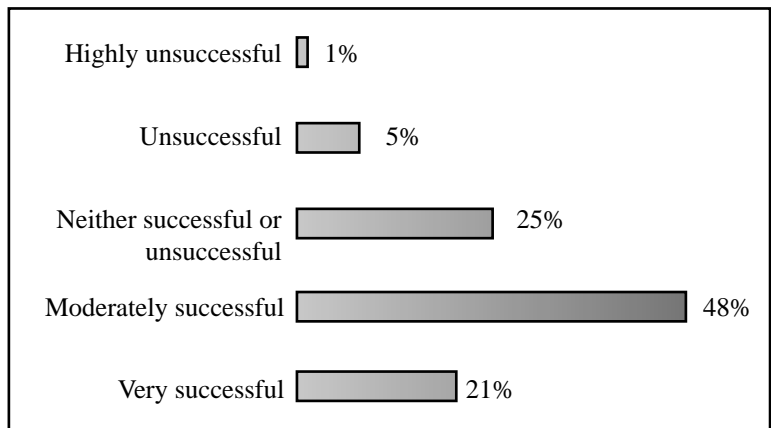 Highly unsuccessful 1%
Unsuccessful 5%
Neither successful or
unsuccessful 25%
Moderately successful 48%
Very successful 21%